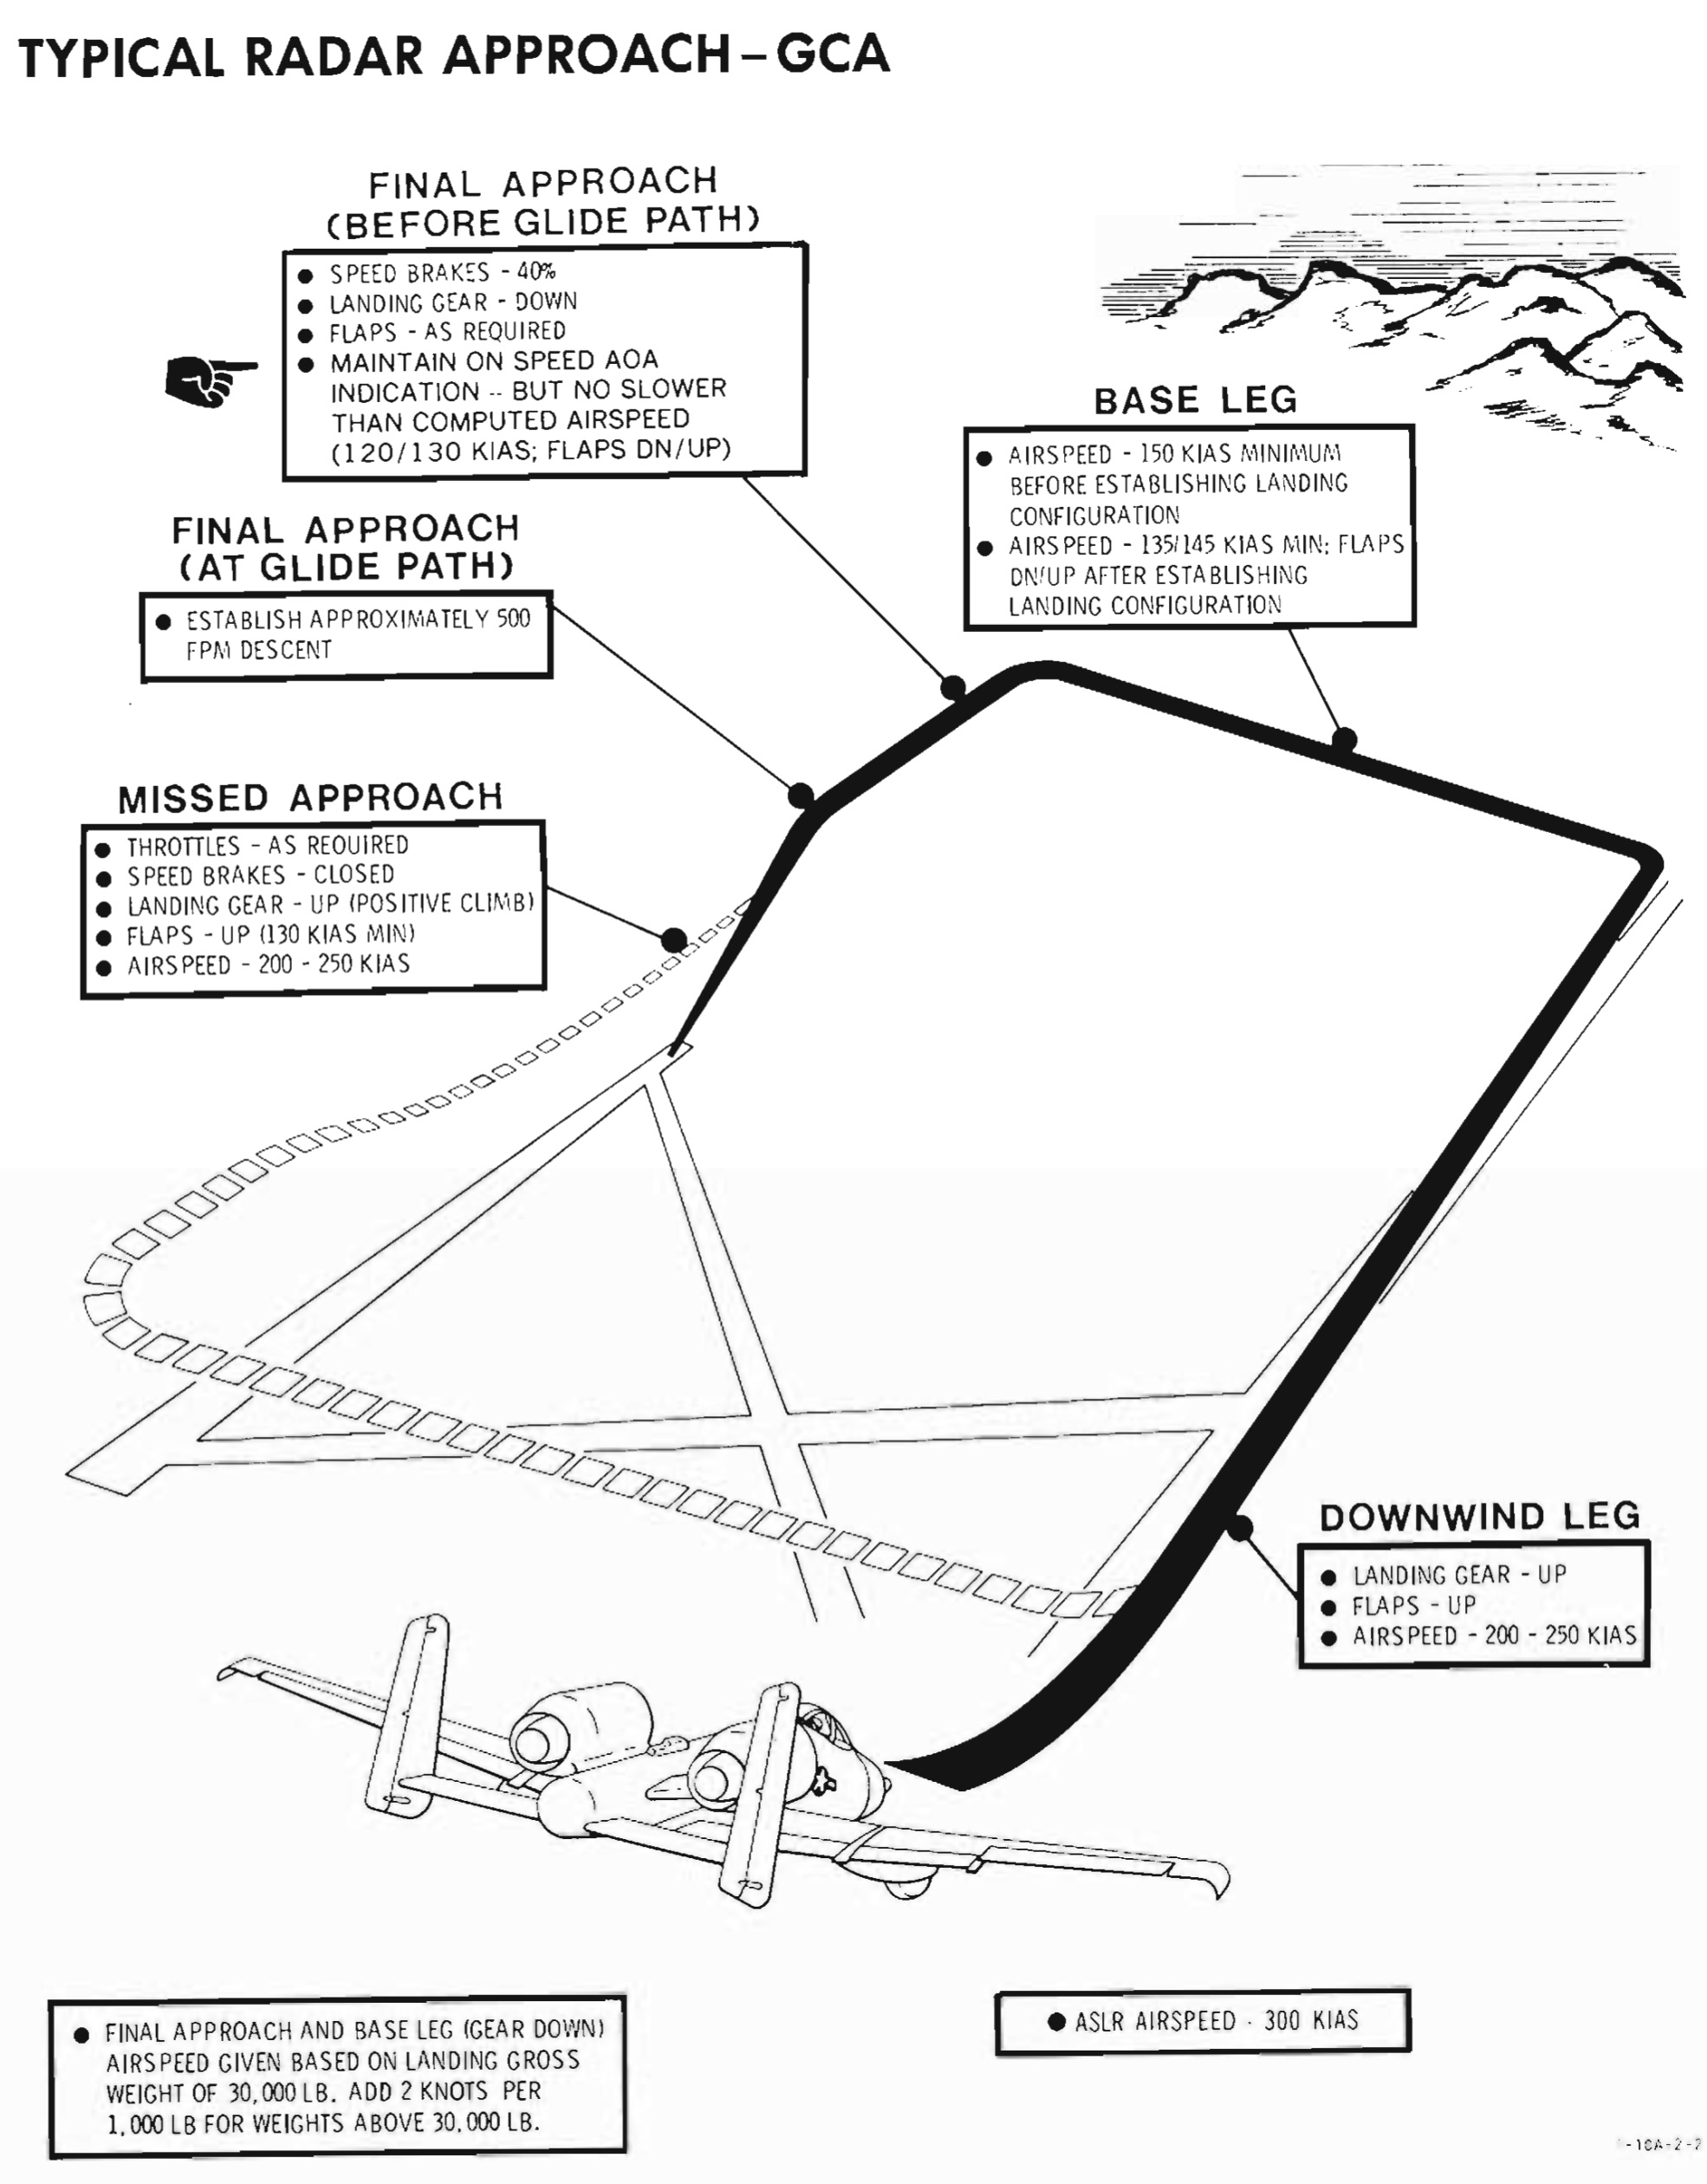 TYPICAL RADAR APPROACH – GCA
FINAL APPROACH
(BEFORE GLIDE PATH)
● SPEED BRAKES - 40%
● LANDING GEAR - DOWN
● FLAPS - AS REQUIRED
● MAINTAIN ON SPEED AOA
INDICATION -- BUT NO SLOWER
THAN COMPUTED AIRSPEED
(120/130 KIAS; FLAPS DN/UP)
BASE LEG
● AIRSPEED - 150 KIAS MINIMUM
BEFORE ESTABLISHING LANDING
CONFIGURATION
● AIRSPEED - 135/145 KIAS MIN; FLAPS
DN/UP AFTER ESTABLISHING
LANDING CONFIGURATION
FINAL APPROACH
(AT GLIDE PATH)
● ESTABLISH APPROXIMATELY 500
FPM DESCENT
MISSED APPROACH
● THROTTLES - AS REQUIRED
● SPEED BRAKES - CLOSED
● LANDING GEAR - UP (POSITIVE CLIMB)
● FLAPS - UP (130 KIAS MIN)
● AIRSPEED - 200 - 250 KIAS
DOWNWIND LEG
● LANDING GEAR - UP
● FLAPS - UP
● AIRSPEED - 200 - 250 KIAS
● FINAL APPROACH AND BASE LEG (GEAR DOWN)
AIRSPEED GIVEN BASED ON LANDING GROSS
WEIGHT OF 30,000 LB. ADD 2 KNOTS PER
1,000 LB FOR WEIGHTS ABOVE 30,000 LB.
● ASLR AIRSPEED - 300 KIAS